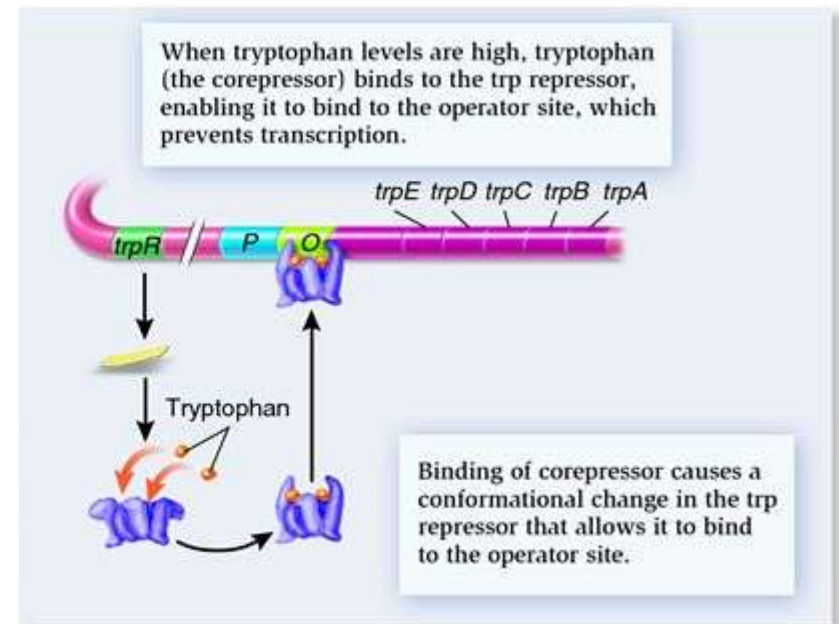 When tryptophan levels are high, tryptophan
(the corepressor) binds to the trp repressor,
enabling it to bind to the operator site, which
prevents transcription.
trpE trpD trpC trpB trpA
trpR P O
Tryptophan
Binding of corepressor causes a
conformational change in the trp
repressor that allows it to bind
to the operator site.